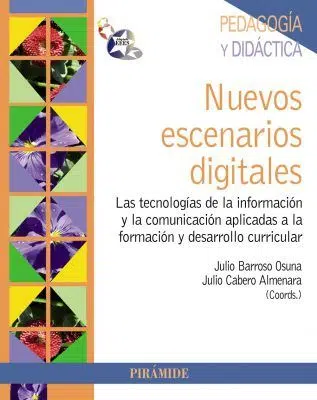 PEDAGOGÍA
Y DIDÁCTICA
EEES
Nuevos
escenarios
digitales
Las tecnologías de la información
y la comunicación aplicadas a la
formación y desarrollo curricular
Julio Barroso Osuna
Julio Cabero Almenara
(Coords.)
PIRÁMIDE